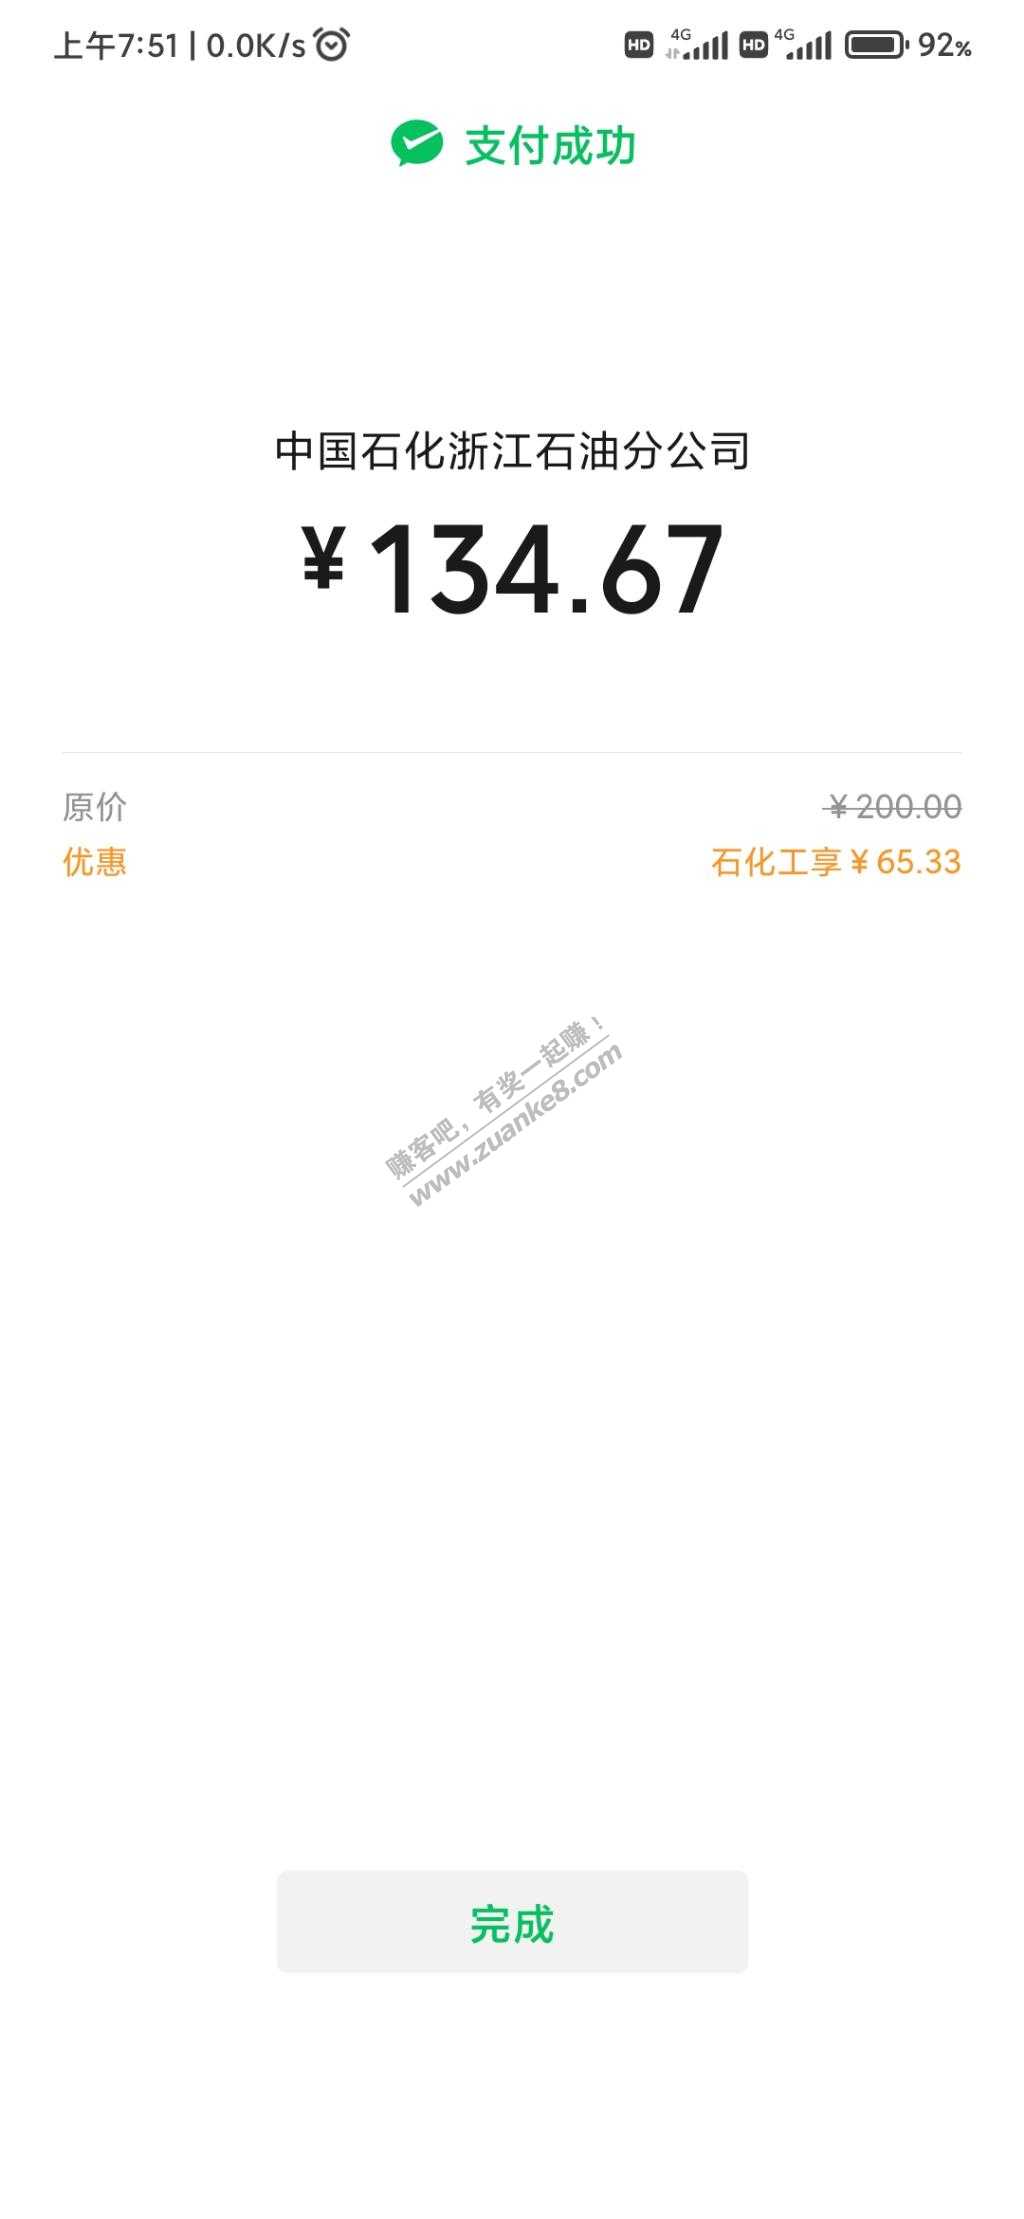 上午7:51 | 0.0K/s
HD 4G HD 4G 92%
支付成功
中国石化浙江石油分公司
¥134.67
原价 ¥200.00
优惠 石化工享¥65.33
赚客吧，有奖一起赚！
www.zuanke8.com
完成